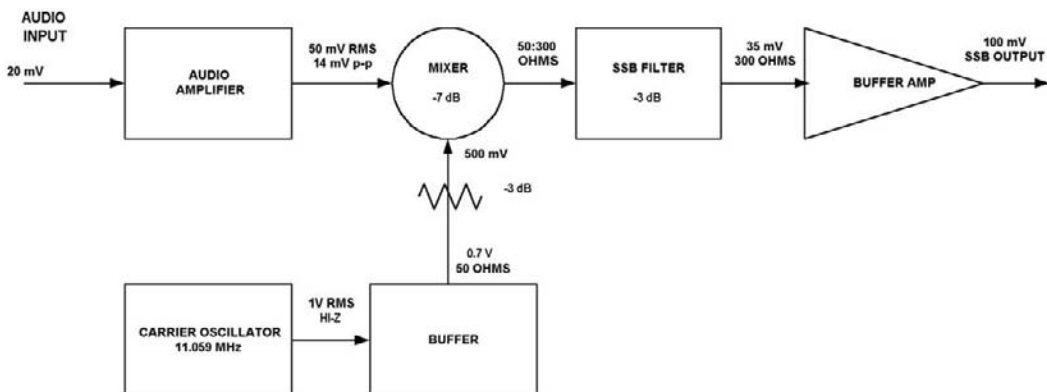 AUDIO
INPUT
20 mV
AUDIO
AMPLIFIER
50 mV RMS
14 mV p-p
MIXER
-7 dB
50:300
OHMS
SSB FILTER
-3 dB
35 mV
300 OHMS
BUFFER AMP
100 mV
SSB OUTPUT
500 mV
-3 dB
0.7 V
50 OHMS
CARRIER OSCILLATOR
11.059 MHz
1V RMS
HI-Z
BUFFER